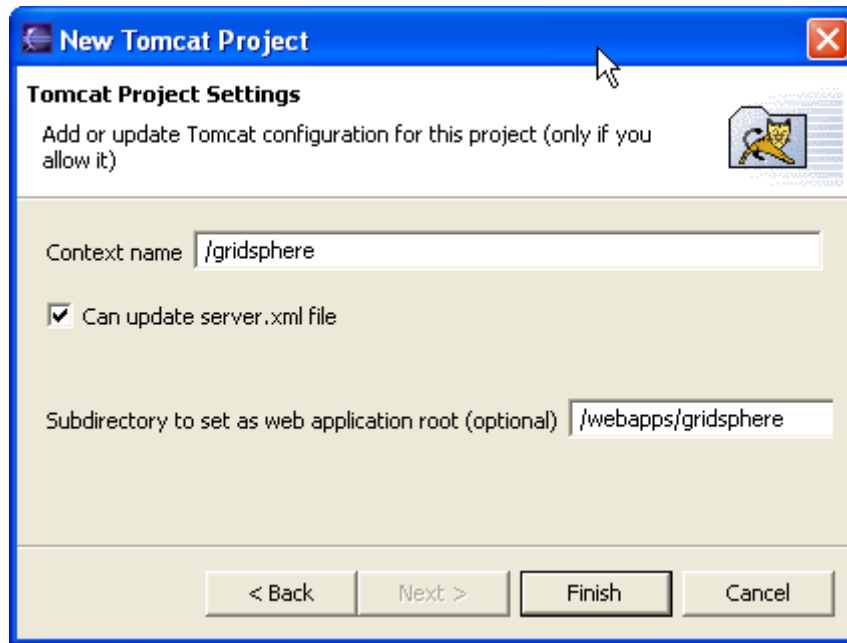 New Tomcat Project
Tomcat Project Settings
Add or update Tomcat configuration for this project (only if you
allow it)
Context name /gridsphere
Can update server.xml file
Subdirectory to set as web application root (optional) /webapps/gridsphere
< Back Next > Finish Cancel